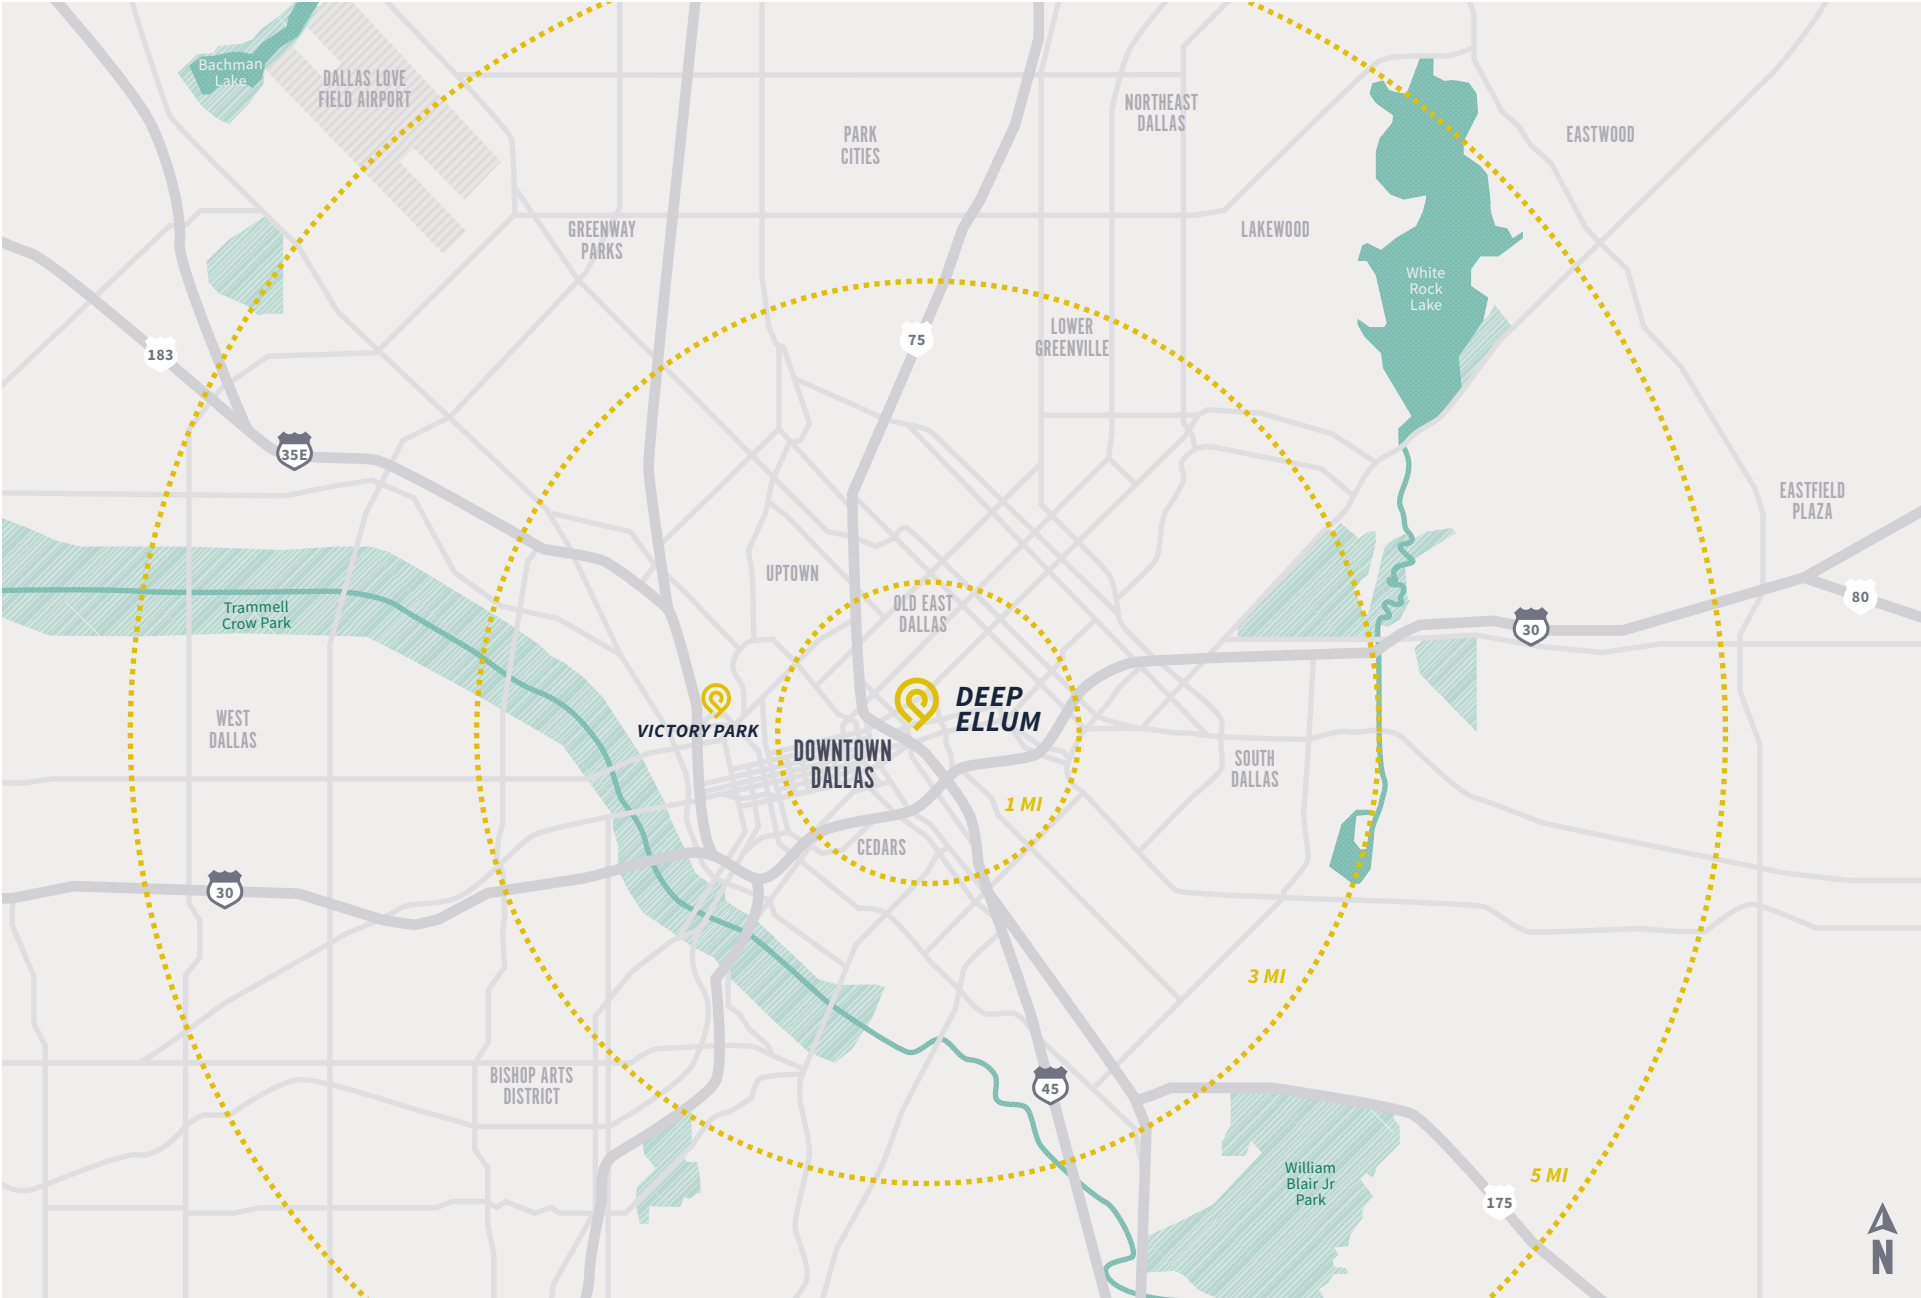 Bachman
Lake
DALLAS LOVE
FIELD AIRPORT
PARK
CITIES
NORTHEAST
DALLAS
EASTWOOD
GREENWAY
PARKS
LAKEWOOD
White
Rock
Lake
183
75
LOWER
GREENVILLE
35E
EASTFIELD
PLAZA
UPTOWN
OLD EAST
DALLAS
80
30
Trammell
Crow Park
WEST
DALLAS
VICTORY PARK
DEEP
ELLUM
DOWNTOWN
DALLAS
SOUTH
DALLAS
1 MI
CEDARS
30
3 MI
BISHOP ARTS
DISTRICT
45
William
Blair Jr
Park
5 MI
175
N